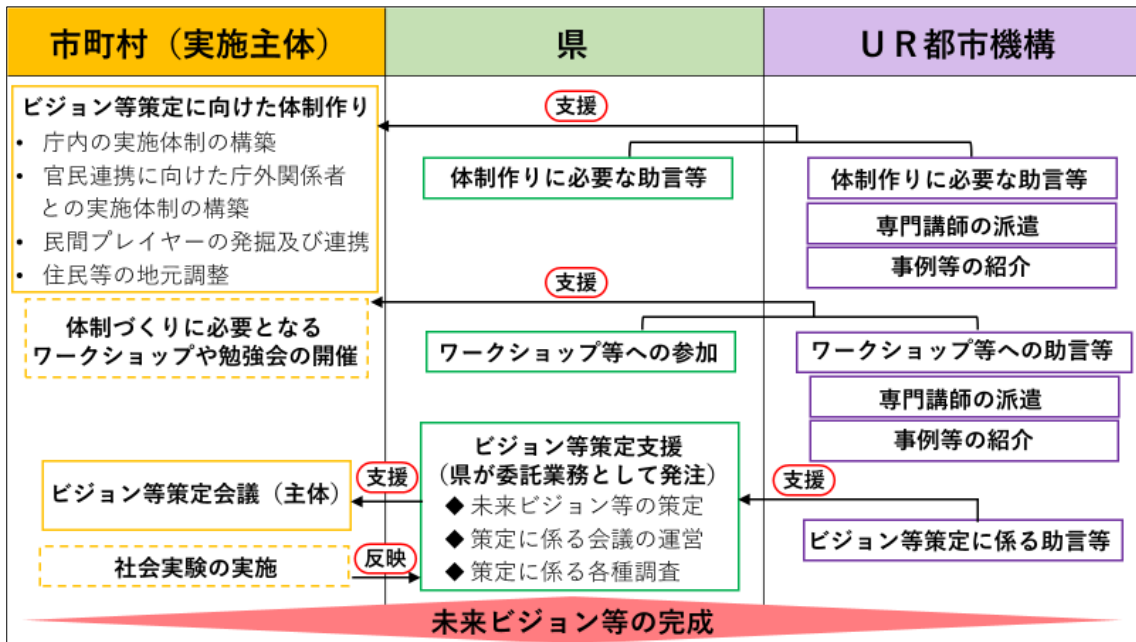 市町村（実施主体）
県
ＵＲ都市機構
ビジョン等策定に向けた体制作り
• 庁内の実施体制の構築
• 官民連携に向けた庁外関係者
との実施体制の構築
• 民間プレイヤーの発掘及び連携
• 住民等の地元調整
支援
体制作りに必要な助言等
体制作りに必要な助言等
専門講師の派遣
事例等の紹介
体制づくりに必要となる
ワークショップや勉強会の開催
支援
ワークショップ等への参加
ワークショップ等への助言等
専門講師の派遣
事例等の紹介
ビジョン等策定会議（主体）
支援
ビジョン等策定支援
（県が委託業務として発注）
◆ 未来ビジョン等の策定
◆ 策定に係る会議の運営
◆ 策定に係る各種調査
支援
ビジョン等策定に係る助言等
社会実験の実施
反映
未来ビジョン等の完成